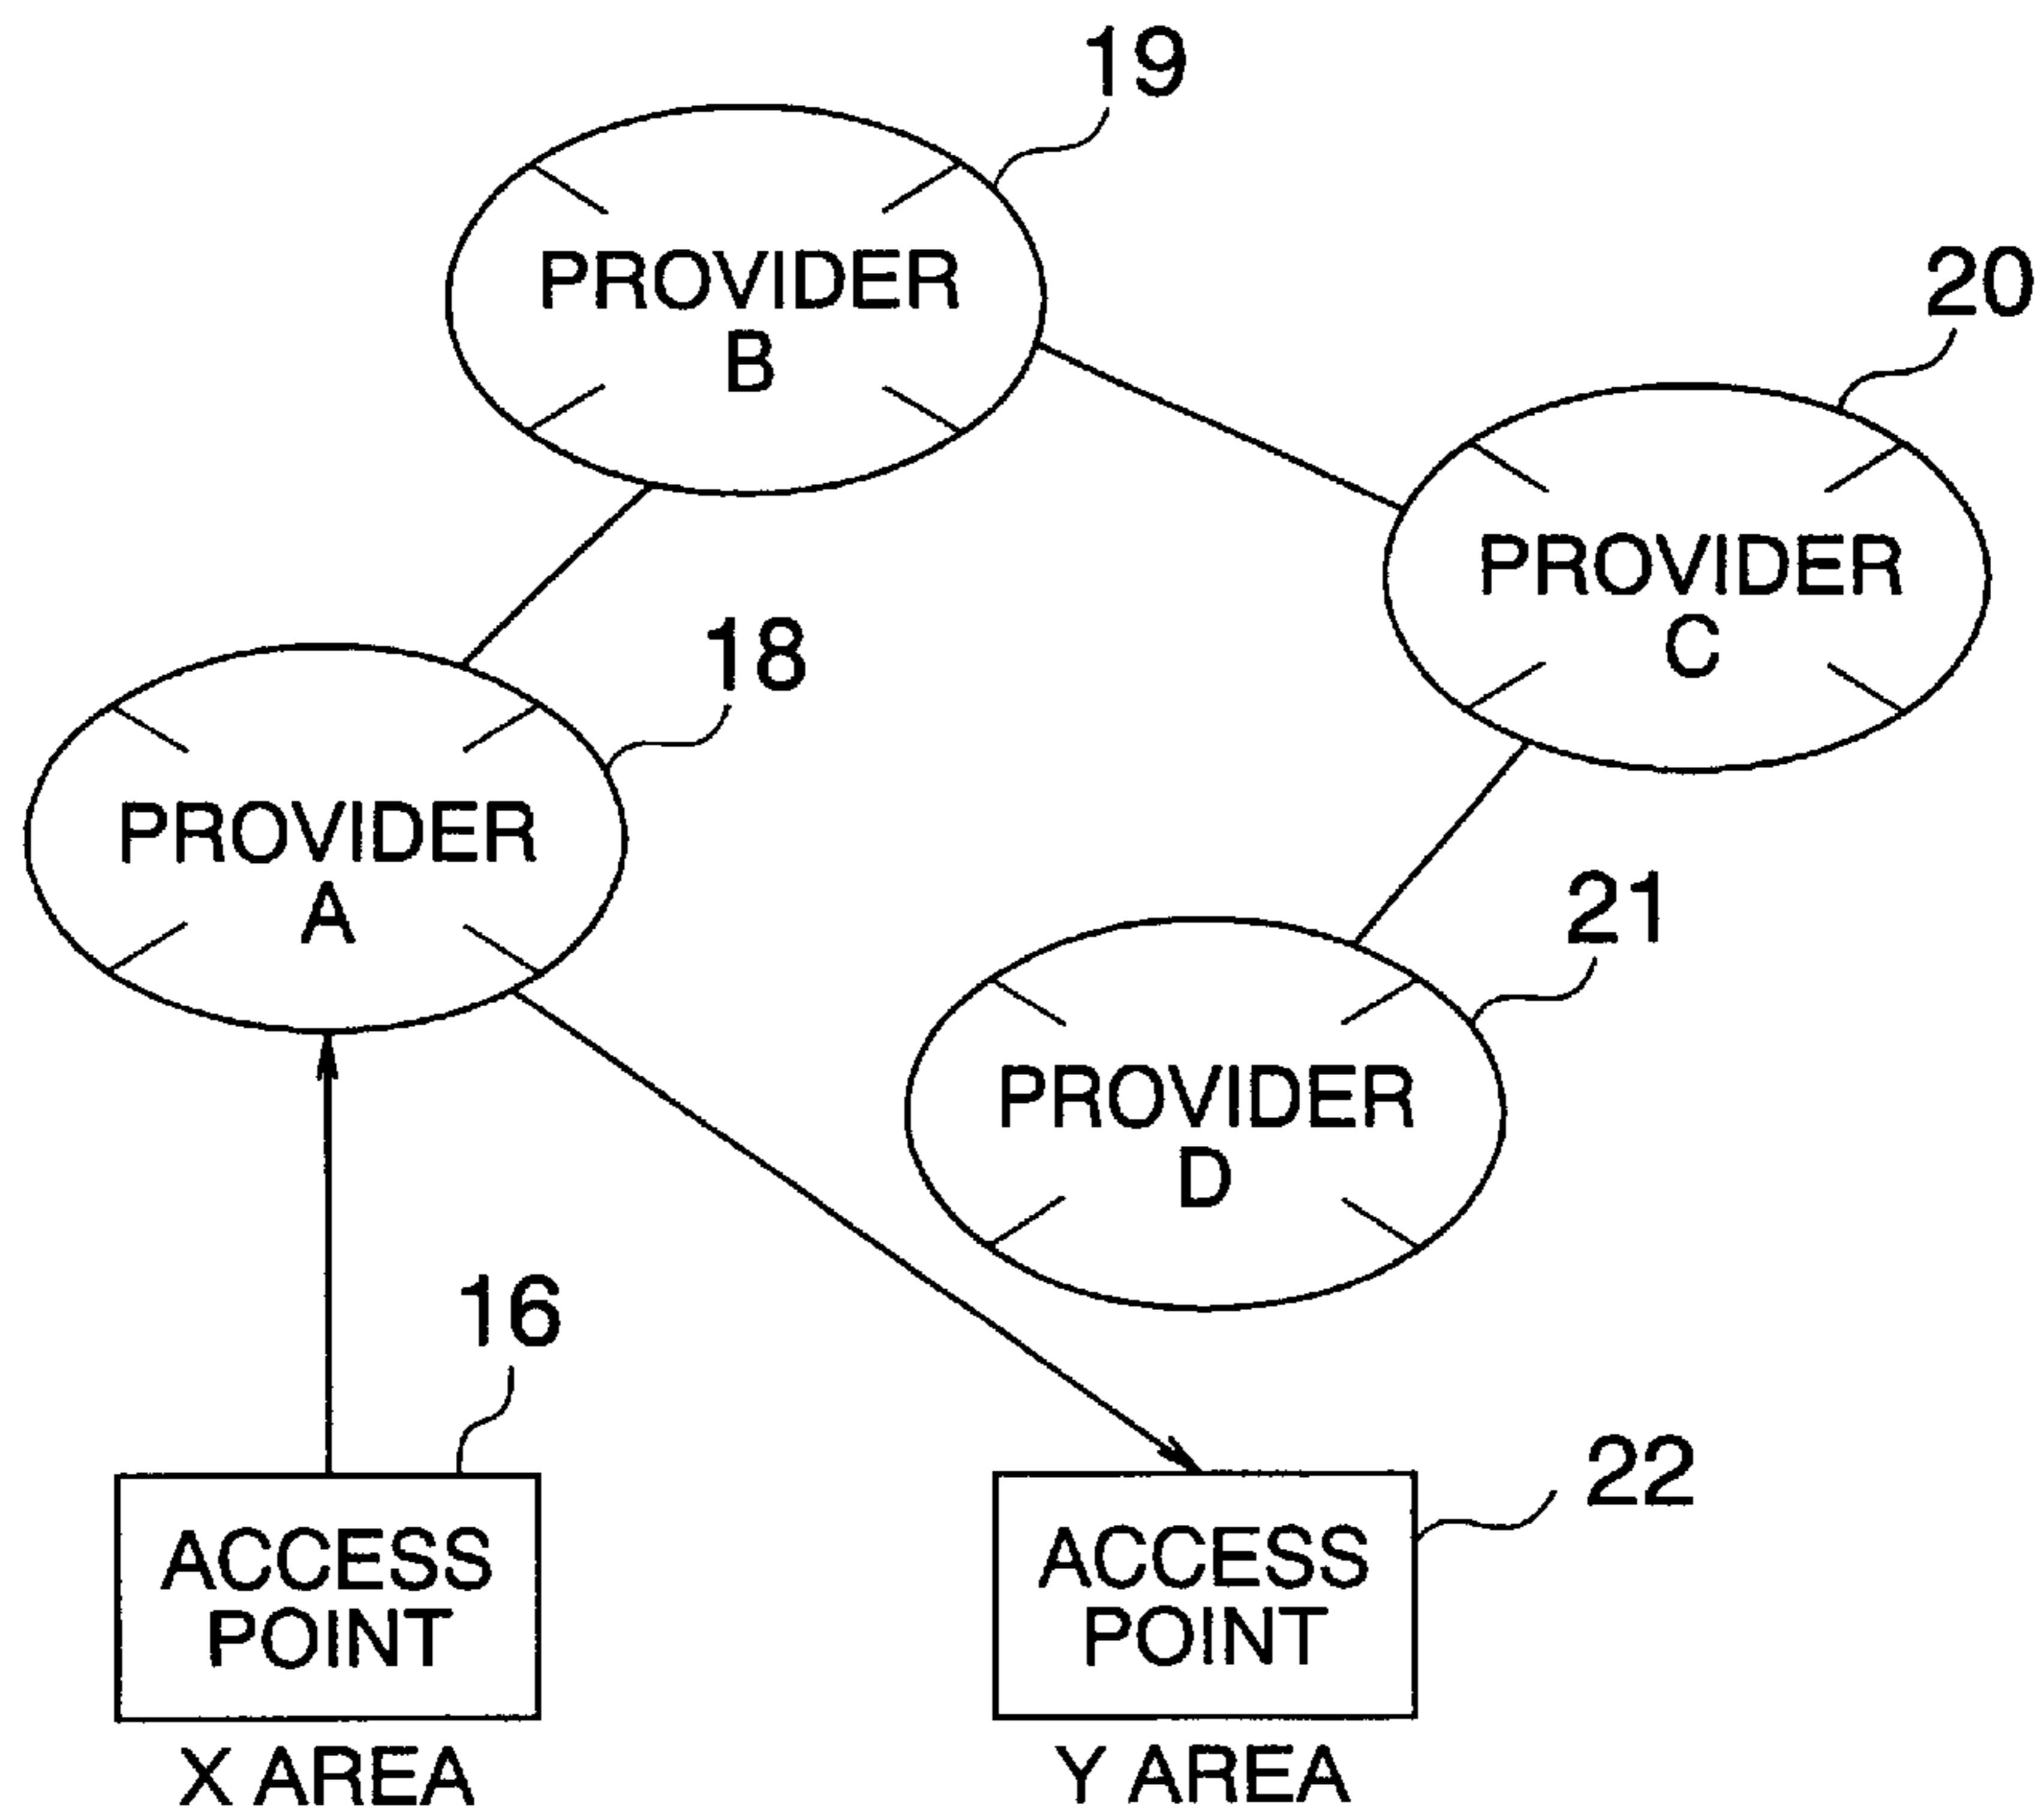 19
PROVIDER
B
20
PROVIDER
C
18
PROVIDER
A
21
PROVIDER
D
16
ACCESS
POINT
X AREA
22
ACCESS
POINT
Y AREA